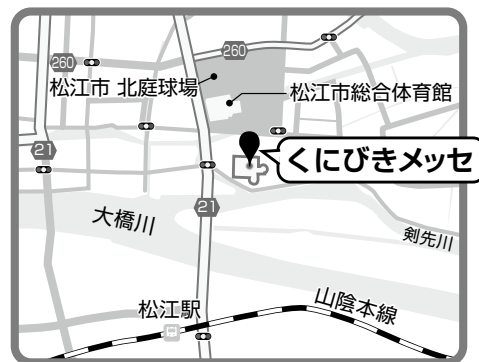 260
260
松江市 北庭球場
松江市総合体育館
21
くにびきメッセ
21
大橋川
剣先川
松江駅
山陰本線